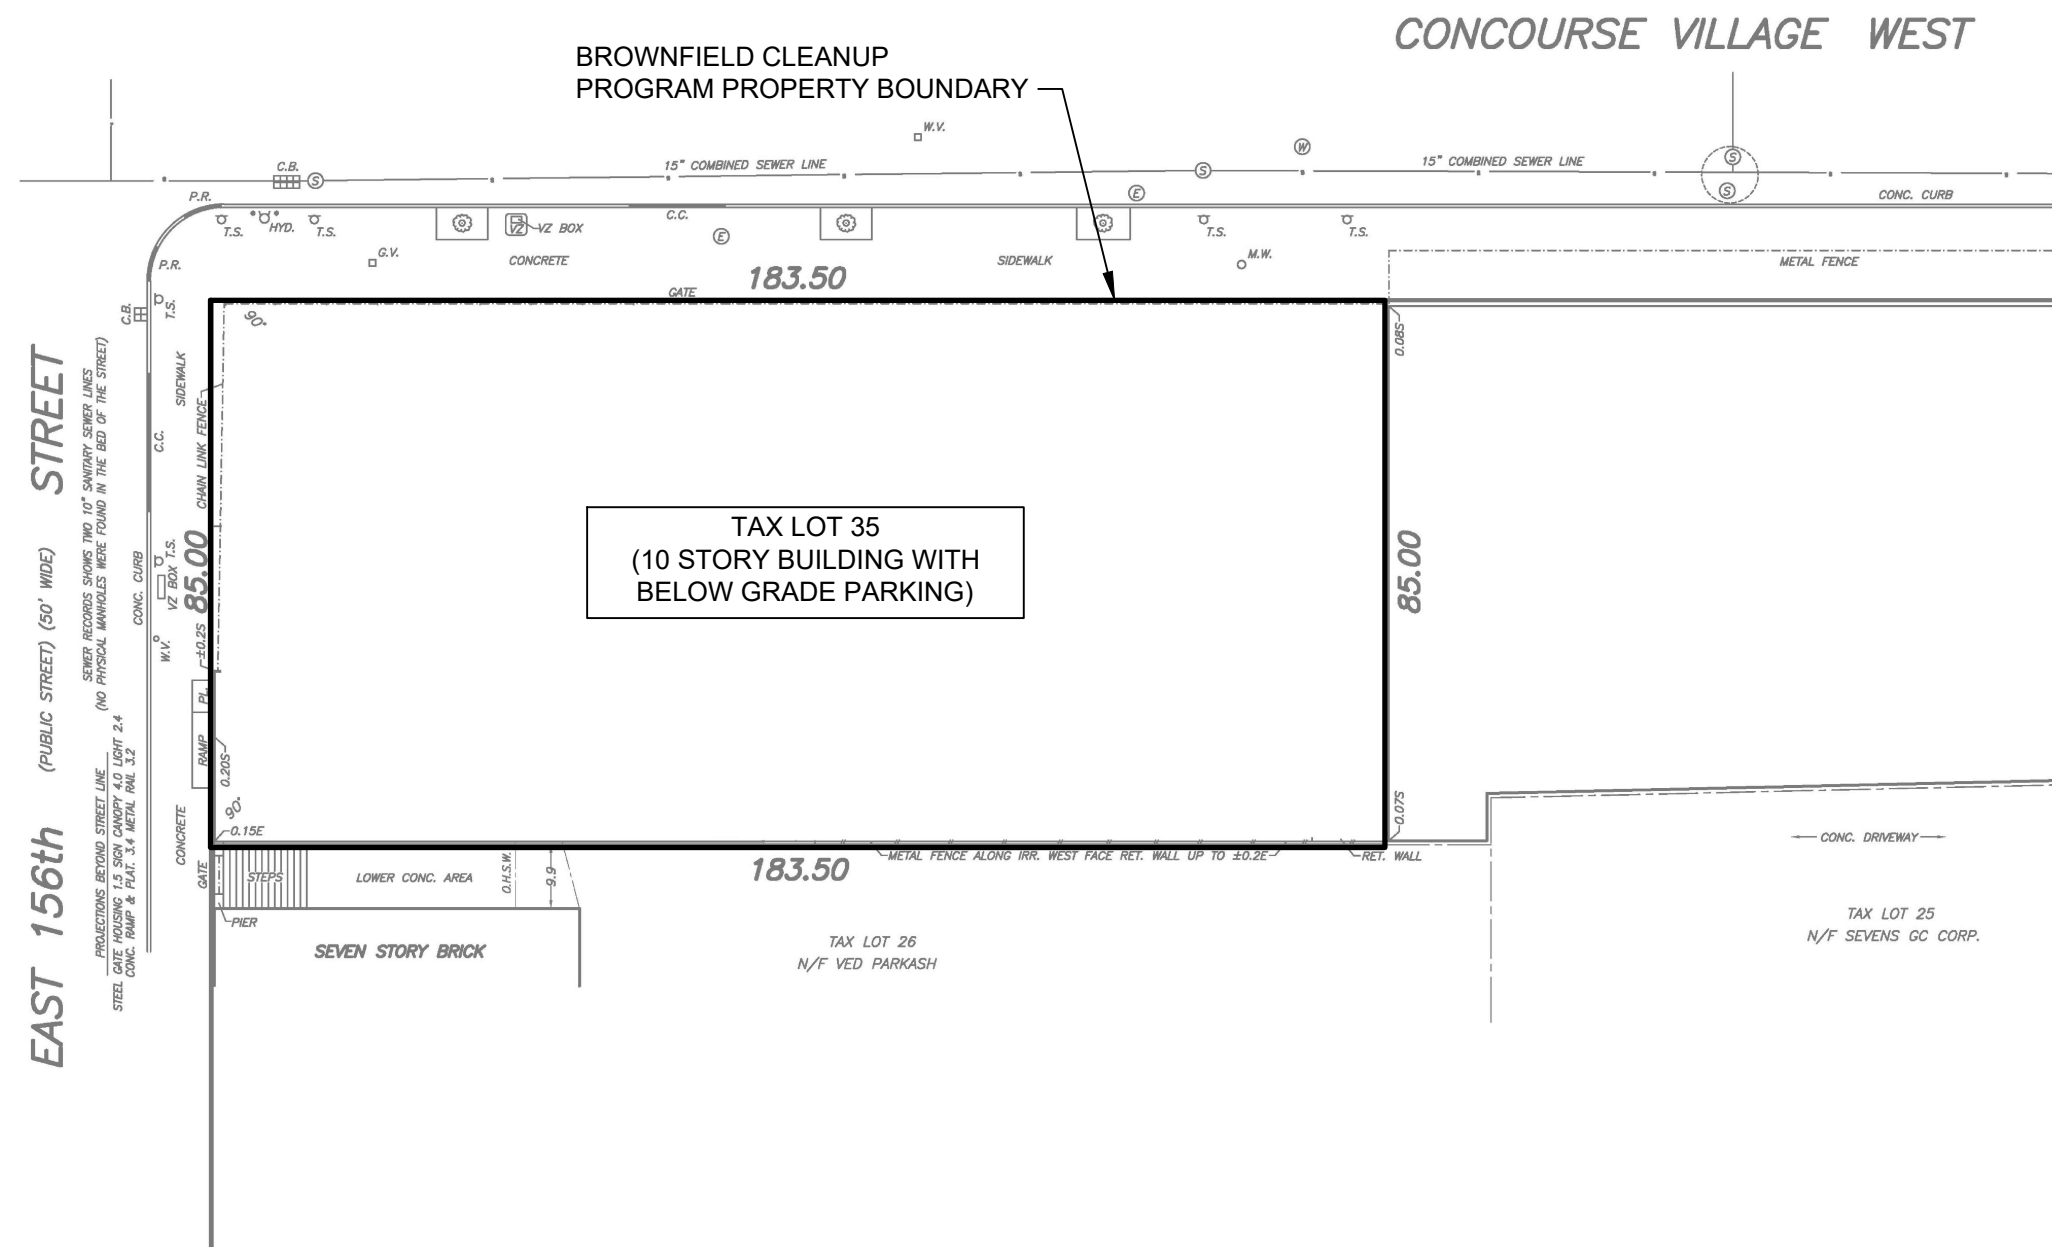 CONCOURSE VILLAGE WEST
BROWNFIELD CLEANUP
PROGRAM PROPERTY BOUNDARY
W.V.
C.B.
S
15" COMBINED SEWER LINE
S
W
15" COMBINED SEWER LINE
S
S
E
CONC. CURB
P.R.
T.S.
HYD.
T.S.
VZ
VZ BOX
C.C.
E
T.S.
T.S.
P.R.
G.V.
CONCRETE
SIDEWALK
M.W.
METAL FENCE
183.50
GATE
C.B.
T.S.
90°
0.08S
SIDEWALK
CHAIN LINK FENCE
C.C.
EAST 156th STREET
(PUBLIC STREET) (50' WIDE)
SEWER RECORDS SHOWS TWO 10" SANITARY SEWER LINES
(NO PHYSICAL MANHOLES WERE FOUND IN THE BED OF THE STREET)
CONC. CURB
VZ BOX
T.S.
85.00
TAX LOT 35
(10 STORY BUILDING WITH
BELOW GRADE PARKING)
85.00
W.V.
±0.2S
PL.
RAMP
0.20S
PROJECTIONS BEYOND STREET LINE
STEEL GATE HOUSING 1.5 SIGN CANOPY 4.0 LIGHT 2.4
CONC. RAMP & PLAT. 3.4 METAL RAIL 3.2
90°
0.15E
0.07S
CONCRETE
GATE
STEPS
LOWER CONC. AREA
O.H.S.W.
9.9
183.50
METAL FENCE ALONG IRR. WEST FACE RET. WALL UP TO ±0.2E
RET. WALL
CONC. DRIVEWAY
PIER
SEVEN STORY BRICK
TAX LOT 26
N/F VED PARKASH
TAX LOT 25
N/F SEVENS GC CORP.